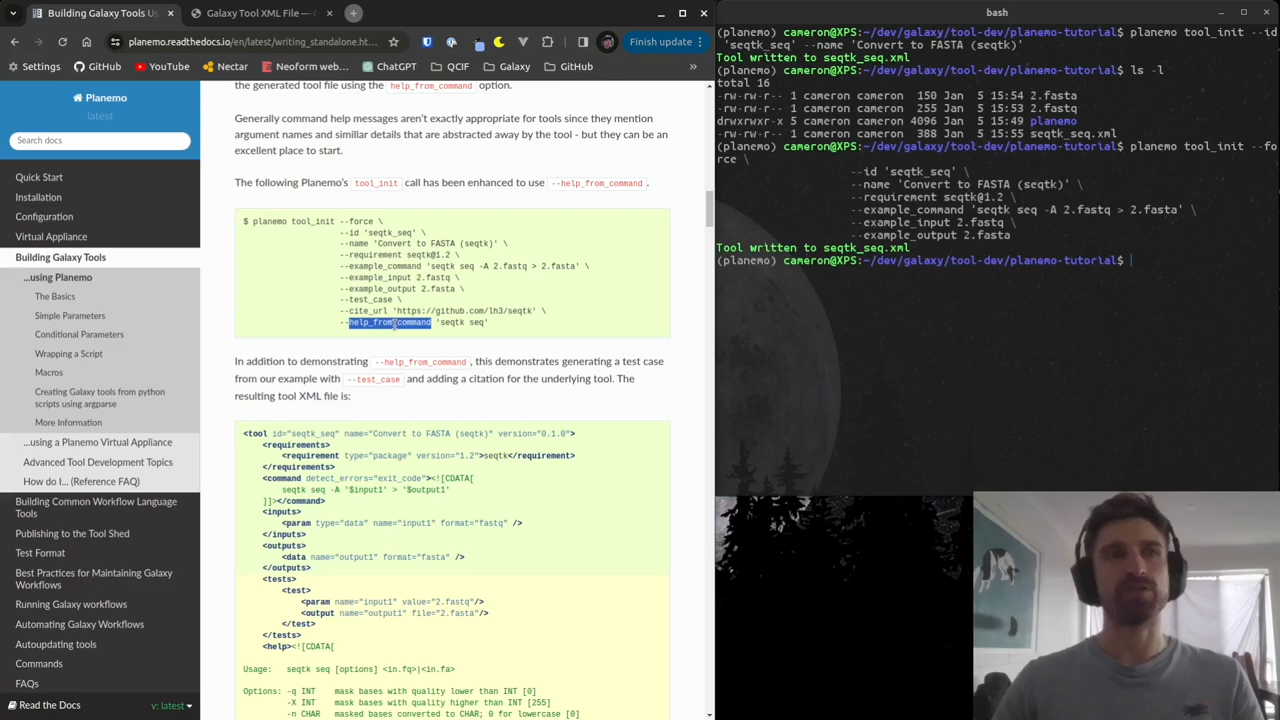 Building Galaxy Tools Us
Galaxy Tool XML File — C
bash
planemo.readthedocs.io/en/latest/writing_standalone.ht...
Finish update
Settings
GitHub
YouTube
Nectar
Neoform web...
ChatGPT
QCIF
Galaxy
GitHub
Planemo
latest
Search docs
Quick Start
Installation
Configuration
Virtual Appliance
Building Galaxy Tools
...using Planemo
The Basics
Simple Parameters
Conditional Parameters
Wrapping a Script
Macros
Creating Galaxy tools from python
scripts using argparse
More Information
...using a Planemo Virtual Appliance
Advanced Tool Development Topics
How do I... (Reference FAQ)
Building Common Workflow Language
Tools
Publishing to the Tool Shed
Test Format
Best Practices for Maintaining Galaxy
Workflows
Running Galaxy workflows
Automating Galaxy Workflows
Autoupdating tools
Commands
FAQs
Read the Docs
v: latest
the generated tool file using the help_from_command option.
Generally command help messages aren't exactly appropriate for tools since they mention
argument names and simillar details that are abstracted away by the tool - but they can be an
excellent place to start.
The following Planemo's tool_init call has been enhanced to use --help_from_command .
$ planemo tool_init --force \
--id 'seqtk_seq' \
--name 'Convert to FASTA (seqtk)' \
--requirement seqtk@1.2 \
--example_command 'seqtk seq -A 2.fastq > 2.fasta' \
--example_input 2.fastq \
--example_output 2.fasta \
--test_case \
--cite_url 'https://github.com/lh3/seqtk' \
--help_from_command 'seqtk seq'
In addition to demonstrating --help_from_command , this demonstrates generating a test case
from our example with --test_case and adding a citation for the underlying tool. The
resulting tool XML file is:
<tool id="seqtk_seq" name="Convert to FASTA (seqtk)" version="0.1.0">
<requirements>
<requirement type="package" version="1.2">seqtk</requirement>
</requirements>
<command detect_errors="exit_code"><![CDATA[
seqtk seq -A '$input1' > '$output1'
]]></command>
<inputs>
<param type="data" name="input1" format="fastq" />
</inputs>
<outputs>
<data name="output1" format="fasta" />
</outputs>
<tests>
<test>
<param name="input1" value="2.fastq"/>
<output name="output1" file="2.fasta"/>
</test>
</tests>
<help><![CDATA[
Usage: seqtk seq [options] <in.fq>|<in.fa>
Options: -q INT mask bases with quality lower than INT [0]
-X INT mask bases with quality higher than INT [255]
-n CHAR masked bases converted to CHAR; 0 for lowercase [0]
(planemo) cameron@XPS:~/dev/galaxy/tool-dev/planemo-tutorial$ planemo tool_init --id
'seqtk_seq' --name 'Convert to FASTA (seqtk)'
Tool written to seqtk_seq.xml
(planemo) cameron@XPS:~/dev/galaxy/tool-dev/planemo-tutorial$ ls -l
total 16
-rw-rw-r-- 1 cameron cameron 150 Jan 5 15:54 2.fasta
-rw-rw-r-- 1 cameron cameron 255 Jan 5 15:53 2.fastq
drwxrwxr-x 5 cameron cameron 4096 Jan 5 15:49 planemo
-rw-rw-r-- 1 cameron cameron 388 Jan 5 15:55 seqtk_seq.xml
(planemo) cameron@XPS:~/dev/galaxy/tool-dev/planemo-tutorial$ planemo tool_init --fo
rce \
--id 'seqtk_seq' \
--name 'Convert to FASTA (seqtk)' \
--requirement seqtk@1.2 \
--example_command 'seqtk seq -A 2.fastq > 2.fasta' \
--example_input 2.fastq \
--example_output 2.fasta
Tool written to seqtk_seq.xml
(planemo) cameron@XPS:~/dev/galaxy/tool-dev/planemo-tutorial$